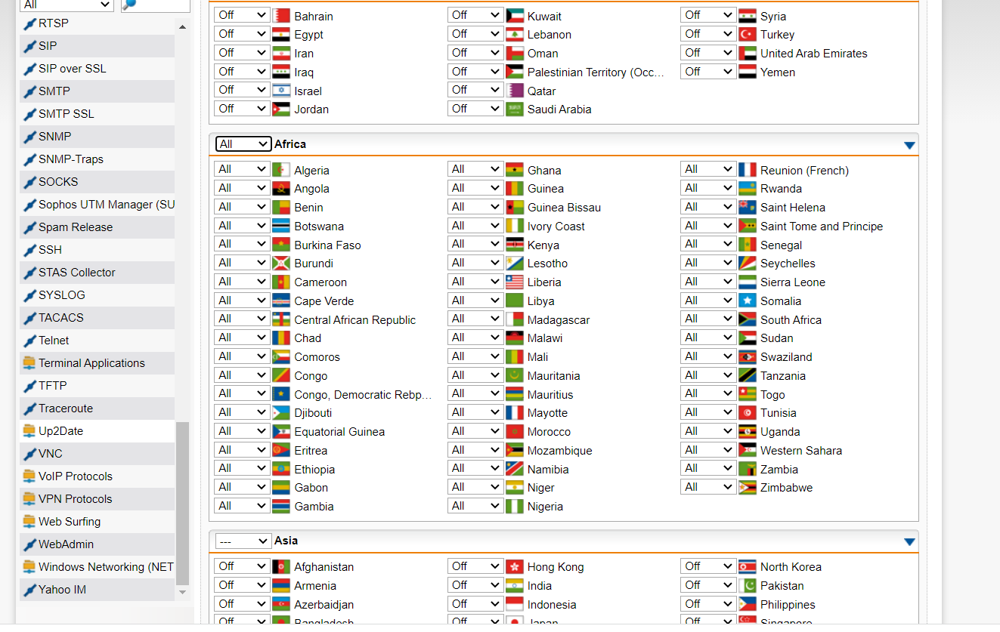 All
RTSP
SIP
SIP over SSL
SMTP
SMTP SSL
SNMP
SNMP-Traps
SOCKS
Sophos UTM Manager (SU
Spam Release
SSH
STAS Collector
SYSLOG
TACACS
Telnet
Terminal Applications
TFTP
Traceroute
Up2Date
VNC
VoIP Protocols
VPN Protocols
Web Surfing
WebAdmin
Windows Networking (NET
Yahoo IM
Off Bahrain Off Kuwait Off Syria
Off Egypt Off Lebanon Off Turkey
Off Iran Off Oman Off United Arab Emirates
Off Iraq Off Palestinian Territory (Occ... Off Yemen
Off Israel Off Qatar
Off Jordan Off Saudi Arabia
All Africa
All Algeria All Ghana All Reunion (French)
All Angola All Guinea All Rwanda
All Benin All Guinea Bissau All Saint Helena
All Botswana All Ivory Coast All Saint Tome and Principe
All Burkina Faso All Kenya All Senegal
All Burundi All Lesotho All Seychelles
All Cameroon All Liberia All Sierra Leone
All Cape Verde All Libya All Somalia
All Central African Republic All Madagascar All South Africa
All Chad All Malawi All Sudan
All Comoros All Mali All Swaziland
All Congo All Mauritania All Tanzania
All Congo, Democratic Rebp... All Mauritius All Togo
All Djibouti All Mayotte All Tunisia
All Equatorial Guinea All Morocco All Uganda
All Eritrea All Mozambique All Western Sahara
All Ethiopia All Namibia All Zambia
All Gabon All Niger All Zimbabwe
All Gambia All Nigeria
--- Asia
Off Afghanistan Off Hong Kong Off North Korea
Off Armenia Off India Off Pakistan
Off Azerbaidjan Off Indonesia Off Philippines
Off Bangladesh Off Japan Off Singapore